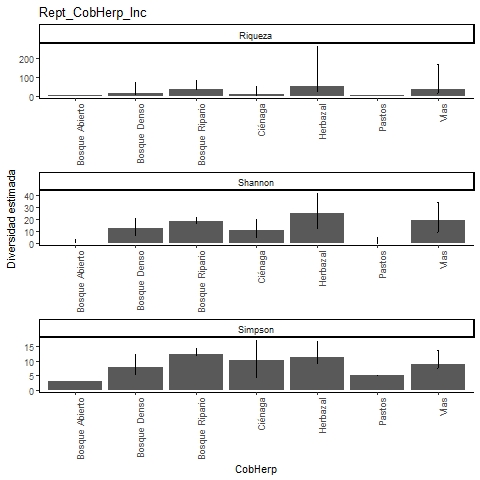 Rept_CobHerp_Inc
Riqueza
200
100
0
Bosque Abierto
Bosque Denso
Bosque Ripario
Ciénaga
Herbazal
Pastos
Vías
Diversidad estimada
Shannon
40
30
20
10
0
Bosque Abierto
Bosque Denso
Bosque Ripario
Ciénaga
Herbazal
Pastos
Vías
Simpson
15
10
5
0
Bosque Abierto
Bosque Denso
Bosque Ripario
Ciénaga
Herbazal
Pastos
Vías
CobHerp